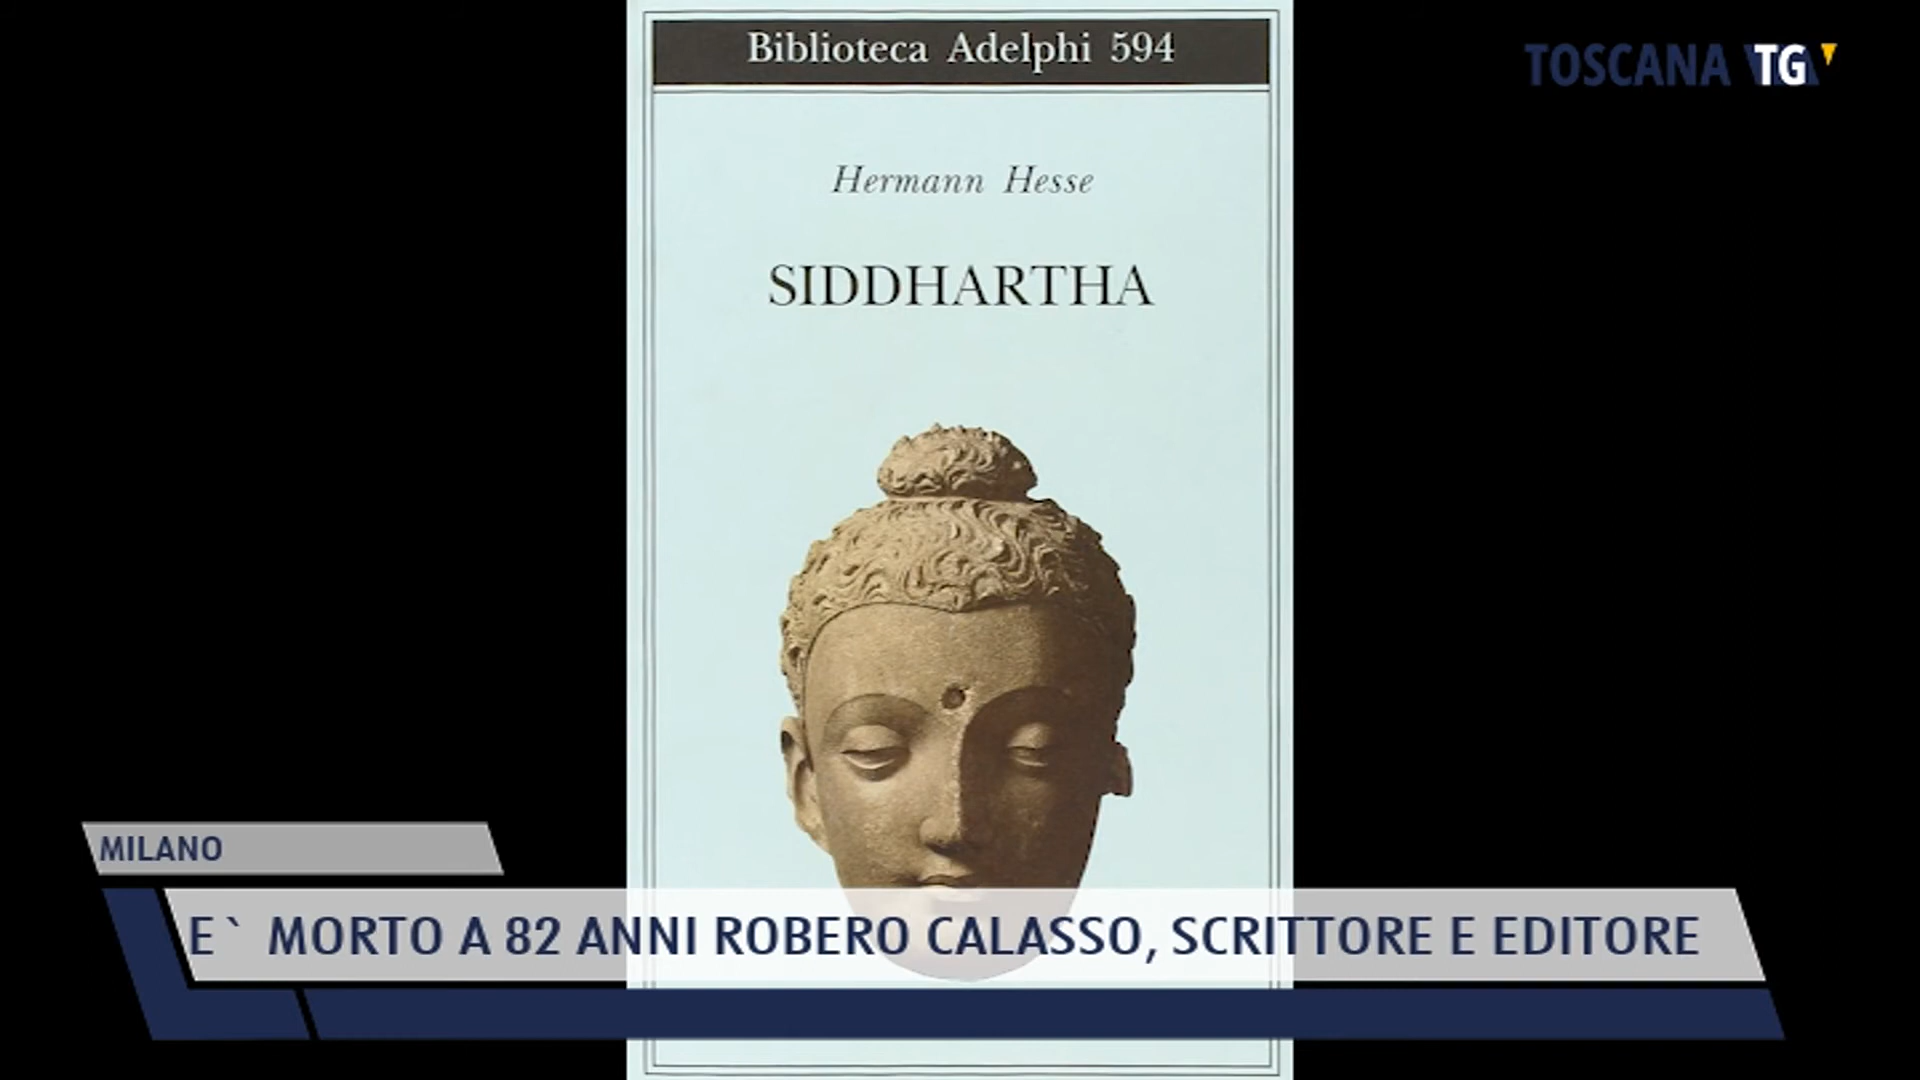 Biblioteca Adelphi 594
TOSCANA TG
Hermann Hesse
SIDDHARTHA
MILANO
E` MORTO A 82 ANNI ROBERO CALASSO, SCRITTORE E EDITORE